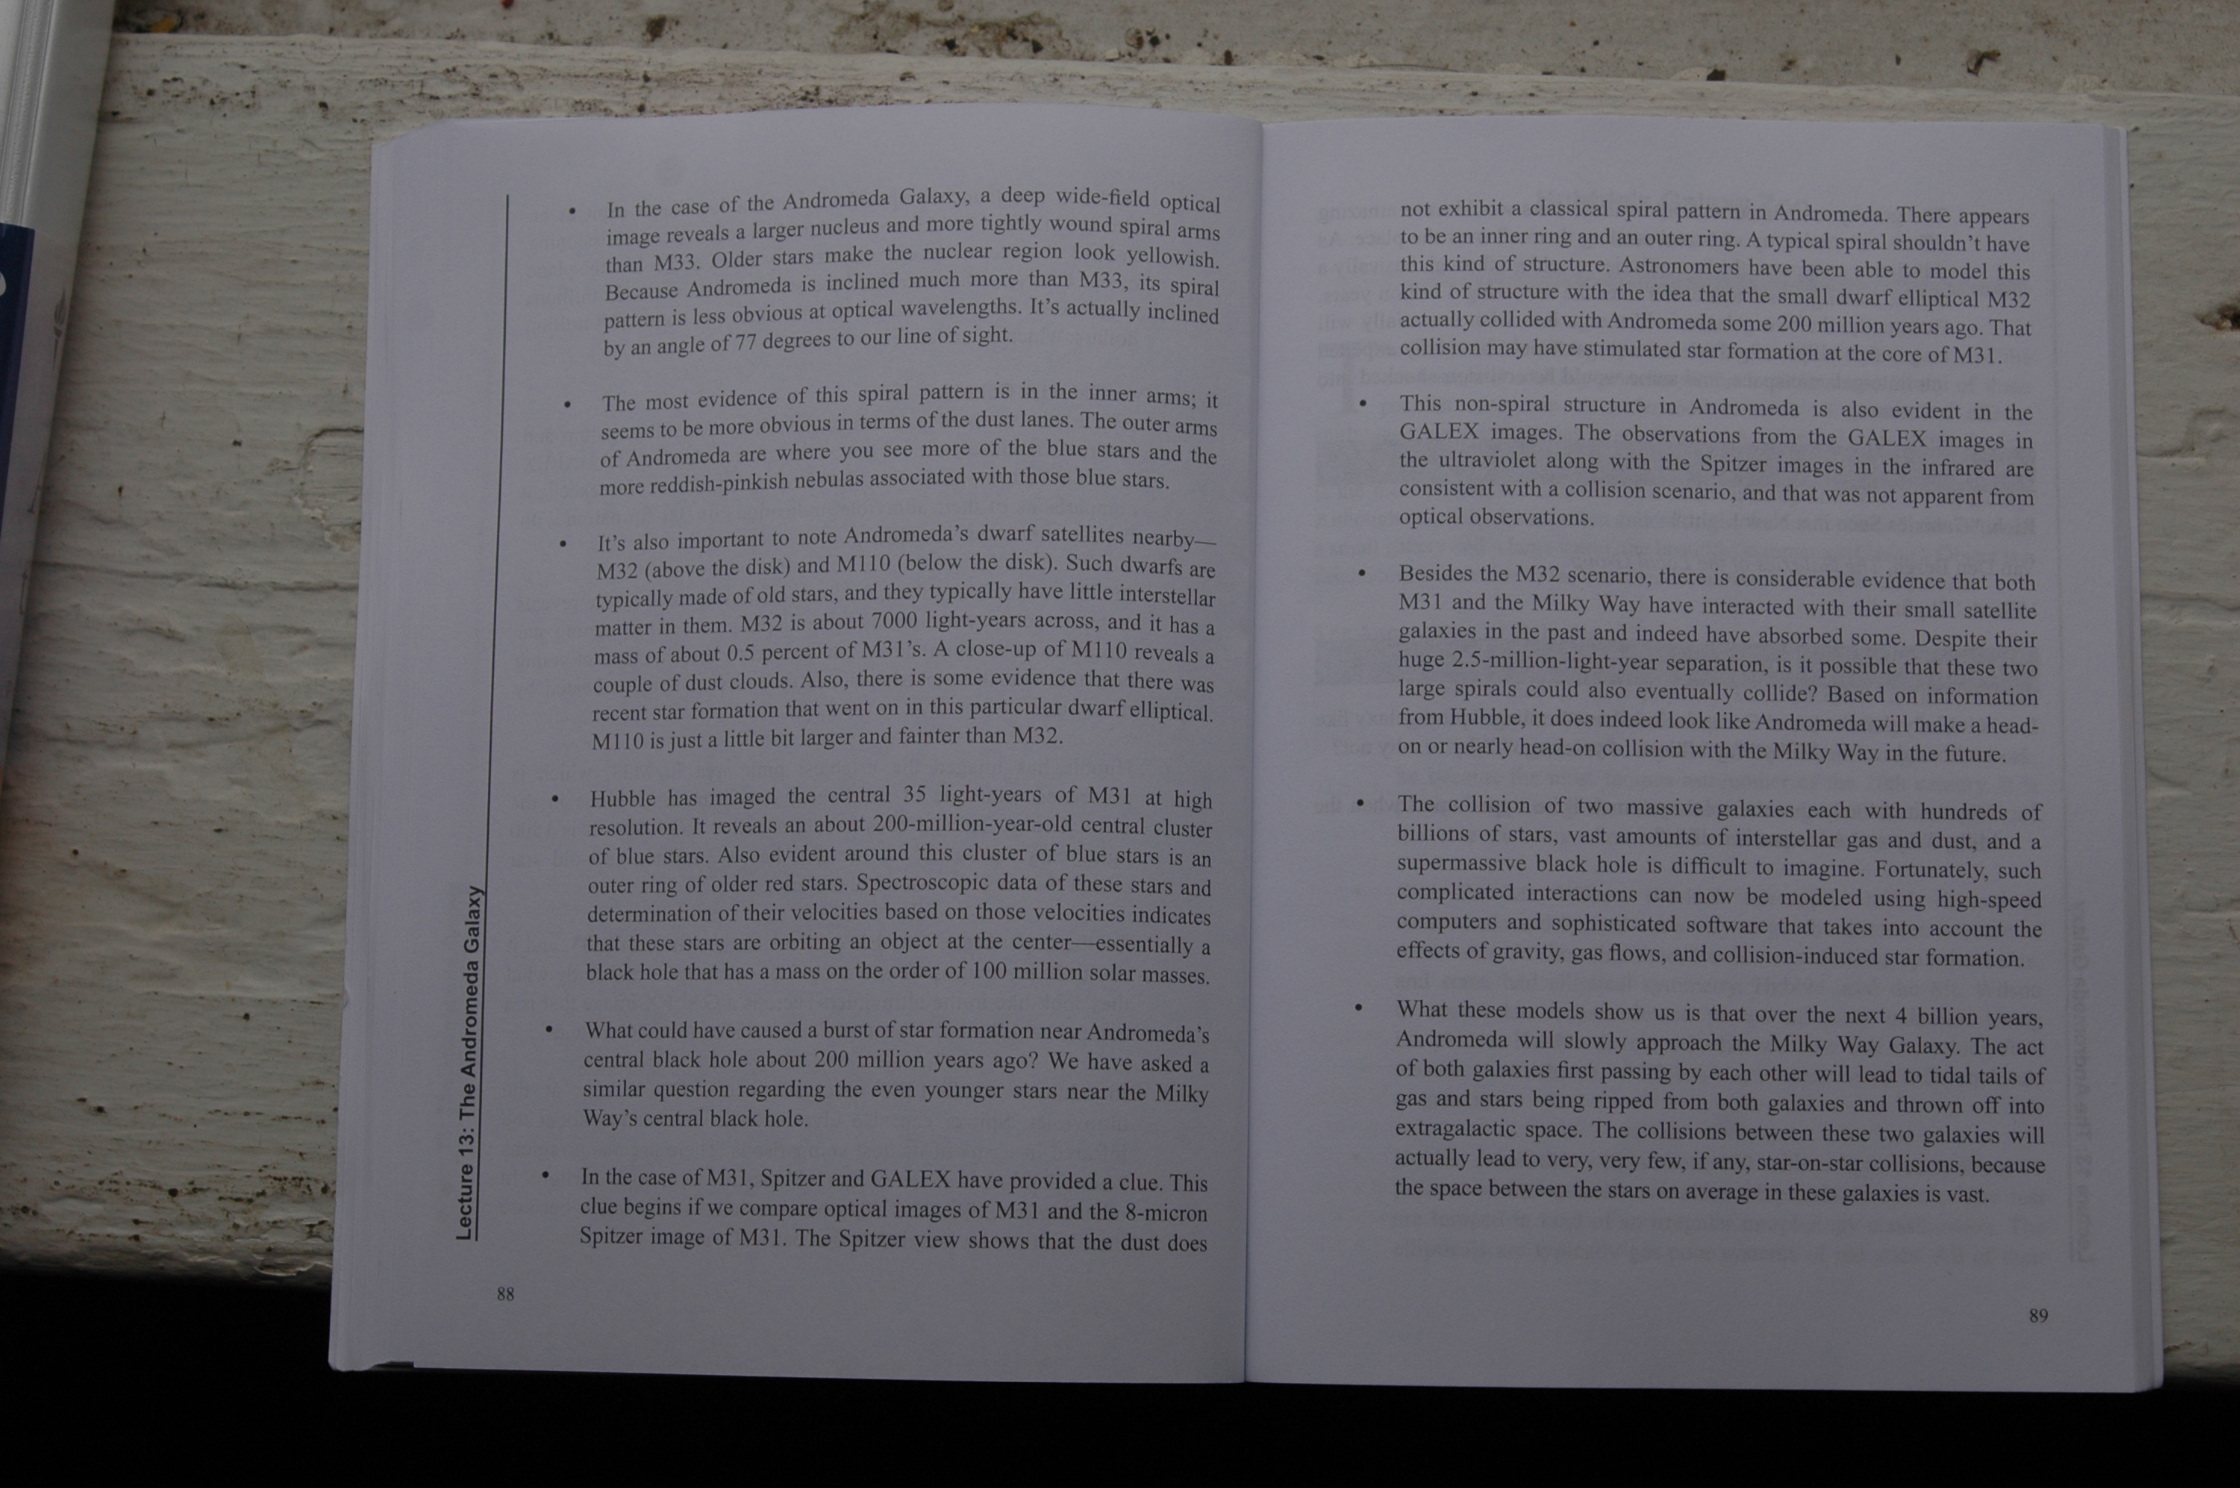 • In the case of the Andromeda Galaxy, a deep wide-field optical
image reveals a larger nucleus and more tightly wound spiral arms
than M33. Older stars make the nuclear region look yellowish.
Because Andromeda is inclined much more than M33, its spiral
pattern is less obvious at optical wavelengths. It's actually inclined
by an angle of 77 degrees to our line of sight.
• The most evidence of this spiral pattern is in the inner arms; it
seems to be more obvious in terms of the dust lanes. The outer arms
of Andromeda are where you see more of the blue stars and the
more reddish-pinkish nebulas associated with those blue stars.
• It's also important to note Andromeda's dwarf satellites nearby—
M32 (above the disk) and M110 (below the disk). Such dwarfs are
typically made of old stars, and they typically have little interstellar
matter in them. M32 is about 7000 light-years across, and it has a
mass of about 0.5 percent of M31's. A close-up of M110 reveals a
couple of dust clouds. Also, there is some evidence that there was
recent star formation that went on in this particular dwarf elliptical.
M110 is just a little bit larger and fainter than M32.
• Hubble has imaged the central 35 light-years of M31 at high
resolution. It reveals an about 200-million-year-old central cluster
of blue stars. Also evident around this cluster of blue stars is an
outer ring of older red stars. Spectroscopic data of these stars and
determination of their velocities based on those velocities indicates
that these stars are orbiting an object at the center—essentially a
black hole that has a mass on the order of 100 million solar masses.
• What could have caused a burst of star formation near Andromeda's
central black hole about 200 million years ago? We have asked a
similar question regarding the even younger stars near the Milky
Way's central black hole.
• In the case of M31, Spitzer and GALEX have provided a clue. This
clue begins if we compare optical images of M31 and the 8-micron
Spitzer image of M31. The Spitzer view shows that the dust does
Lecture 13: The Andromeda Galaxy
88
not exhibit a classical spiral pattern in Andromeda. There appears
to be an inner ring and an outer ring. A typical spiral shouldn't have
this kind of structure. Astronomers have been able to model this
kind of structure with the idea that the small dwarf elliptical M32
actually collided with Andromeda some 200 million years ago. That
collision may have stimulated star formation at the core of M31.
• This non-spiral structure in Andromeda is also evident in the
GALEX images. The observations from the GALEX images in
the ultraviolet along with the Spitzer images in the infrared are
consistent with a collision scenario, and that was not apparent from
optical observations.
• Besides the M32 scenario, there is considerable evidence that both
M31 and the Milky Way have interacted with their small satellite
galaxies in the past and indeed have absorbed some. Despite their
huge 2.5-million-light-year separation, is it possible that these two
large spirals could also eventually collide? Based on information
from Hubble, it does indeed look like Andromeda will make a head-
on or nearly head-on collision with the Milky Way in the future.
• The collision of two massive galaxies each with hundreds of
billions of stars, vast amounts of interstellar gas and dust, and a
supermassive black hole is difficult to imagine. Fortunately, such
complicated interactions can now be modeled using high-speed
computers and sophisticated software that takes into account the
effects of gravity, gas flows, and collision-induced star formation.
• What these models show us is that over the next 4 billion years,
Andromeda will slowly approach the Milky Way Galaxy. The act
of both galaxies first passing by each other will lead to tidal tails of
gas and stars being ripped from both galaxies and thrown off into
extragalactic space. The collisions between these two galaxies will
actually lead to very, very few, if any, star-on-star collisions, because
the space between the stars on average in these galaxies is vast.
89